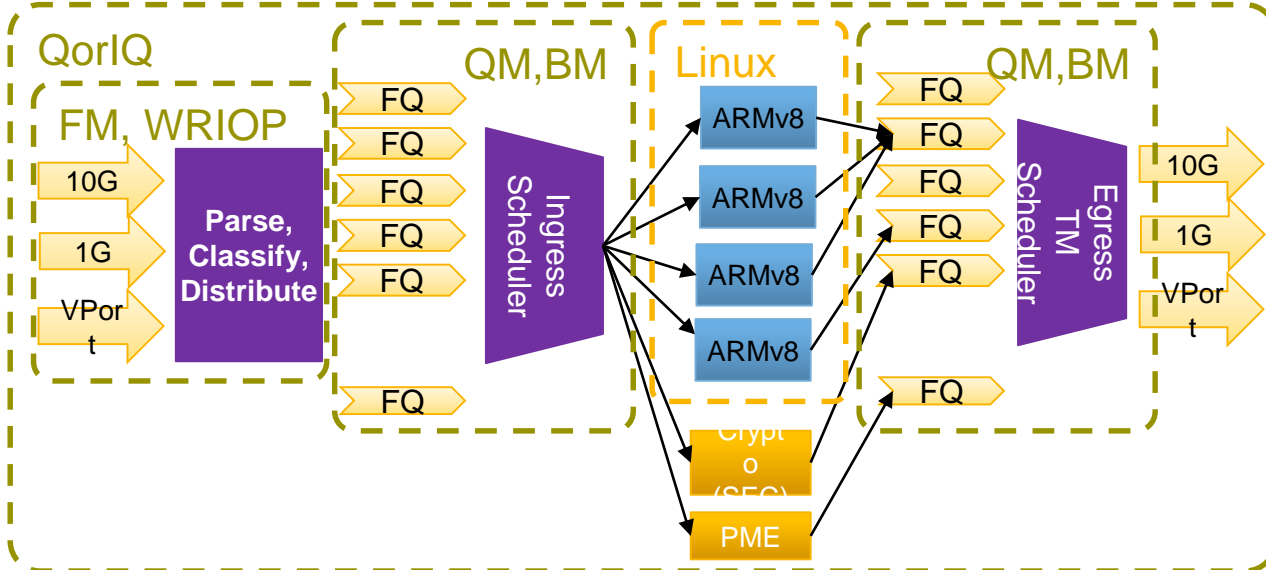 QorIQ
FM, WRIOP
10G
1G
VPor
t
Parse,
Classify,
Distribute
QM,BM
FQ
FQ
FQ
FQ
FQ
FQ
Ingress
Scheduler
Linux
ARMv8
ARMv8
ARMv8
ARMv8
Crypt
o
(SEC)
PME
QM,BM
FQ
FQ
FQ
FQ
FQ
FQ
Egress
TM
Scheduler
10G
1G
VPor
t